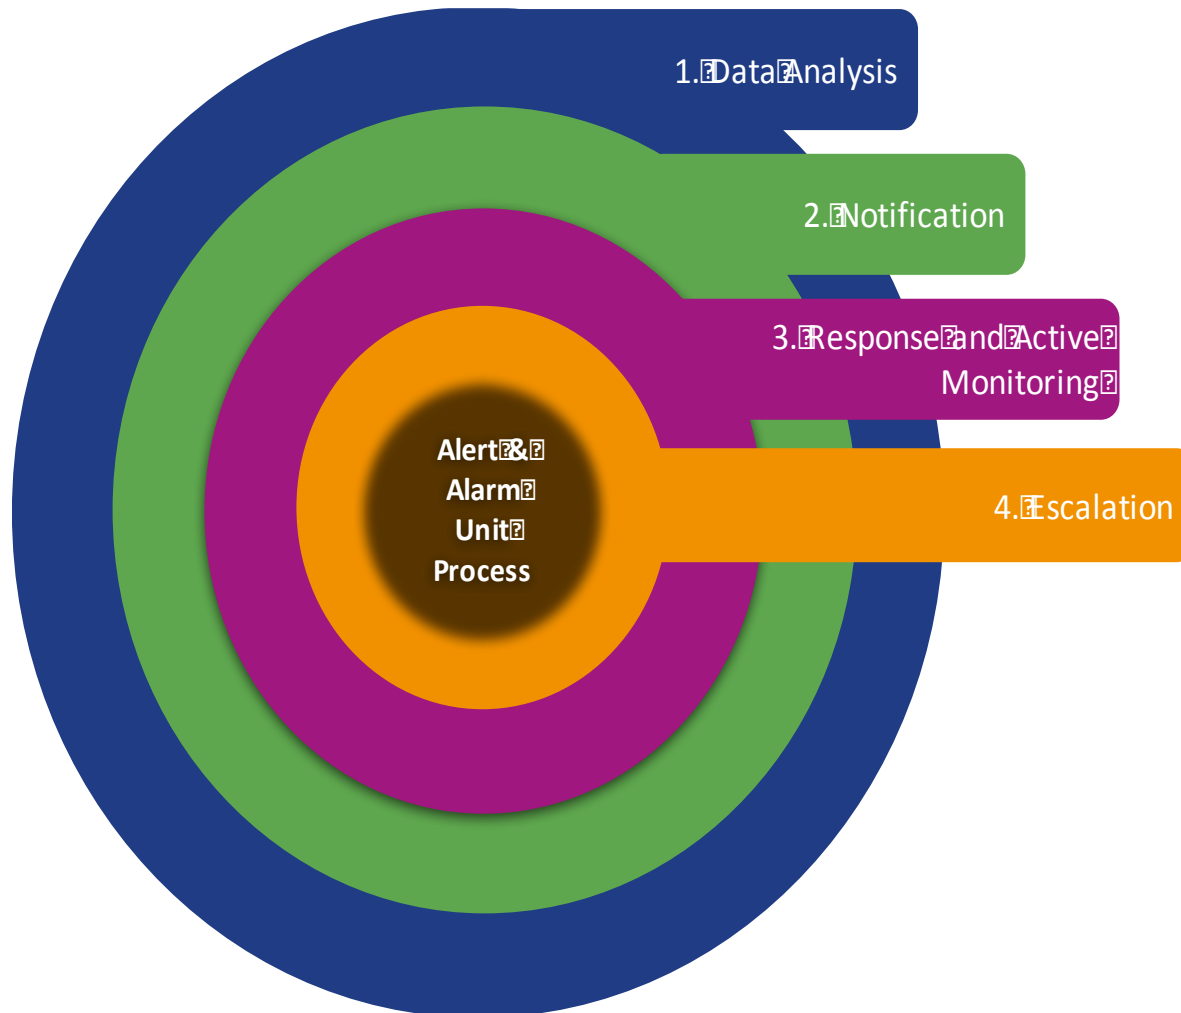 1. Data Analysis
2. Notification
3. Response and Active
Monitoring
4. Escalation
Alert &
Alarm
Unit
Process